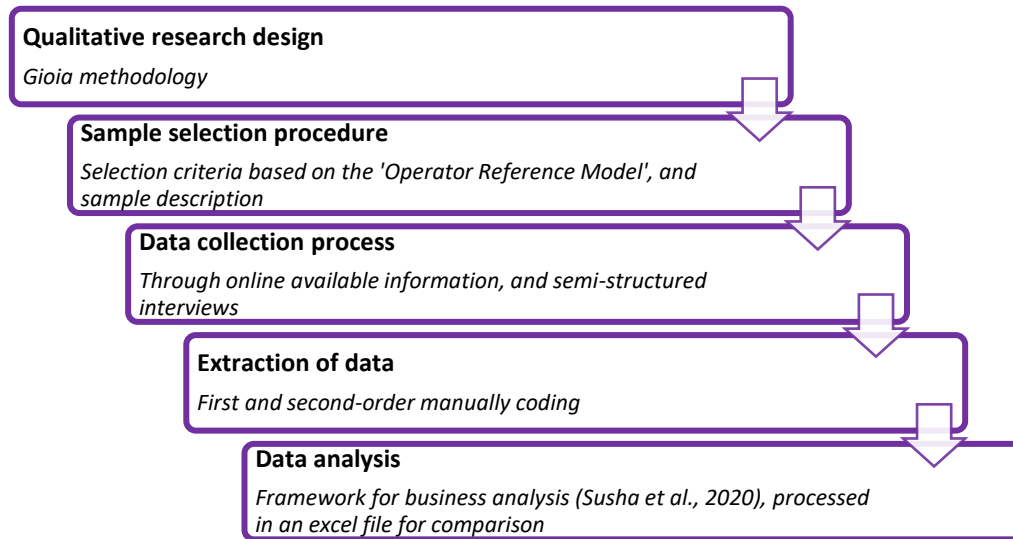 Qualitative research design
Gioia methodology
Sample selection procedure
Selection criteria based on the 'Operator Reference Model', and
sample description
Data collection process
Through online available information, and semi-structured
interviews
Extraction of data
First and second-order manually coding
Data analysis
Framework for business analysis (Susha et al., 2020), processed
in an excel file for comparison